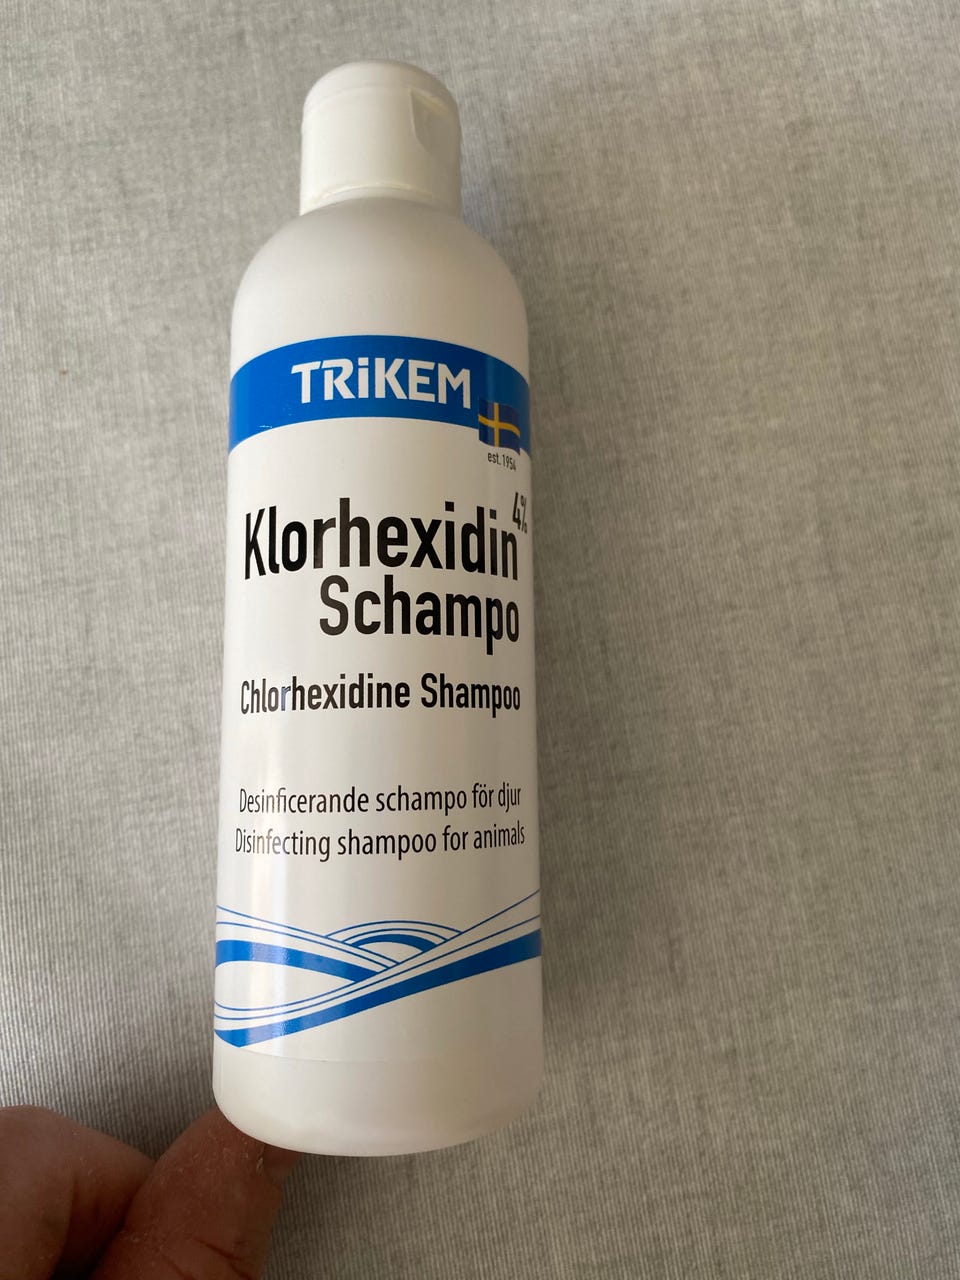 TRiKEM
est. 1954
4%
Klorhexidin
Schampo
Chlorhexidine Shampoo
Desinficerande schampo för djur
Disinfecting shampoo for animals